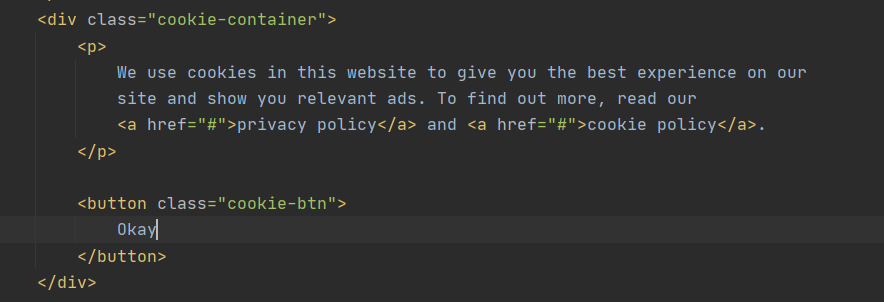 <div class="cookie-container">
<p>
We use cookies in this website to give you the best experience on our
site and show you relevant ads. To find out more, read our
<a href="#">privacy policy</a> and <a href="#">cookie policy</a>.
</p>
<button class="cookie-btn">
Okay
</button>
</div>